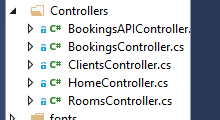 Controllers
C# BookingsAPIController.
C# BookingsController.cs
C# ClientsController.cs
C# HomeController.cs
C# RoomsController.cs
fonts